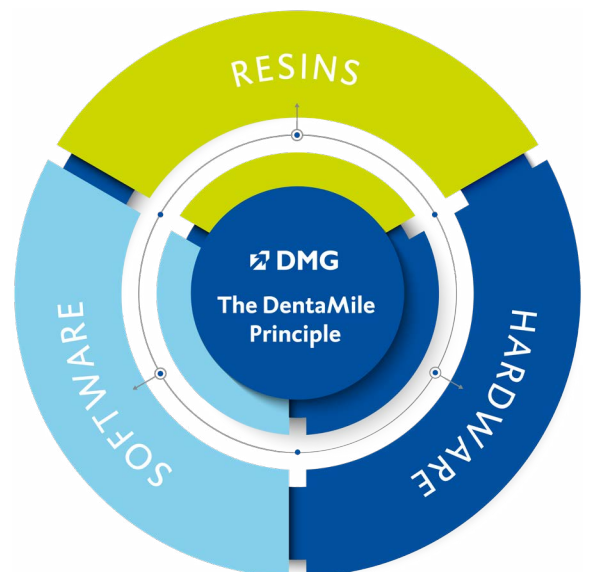 RESINS
DMG
The DentaMile
Principle
SOFTWARE
HARDWARE